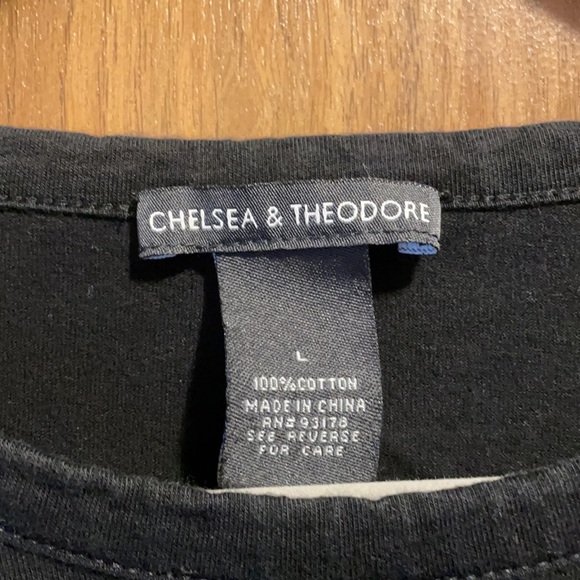 CHELSEA & THEODORE
L
100% COTTON
MADE IN CHINA
RN# 93178
SEE REVERSE
FOR CARE